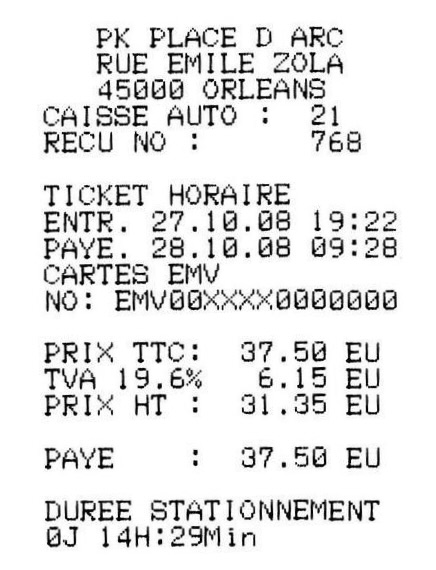 PK PLACE D ARC
RUE EMILE ZOLA
45000 ORLEANS
CAISSE AUTO : 21
RECU NO : 768
TICKET HORAIRE
ENTR. 27.10.08 19:22
PAYE. 28.10.08 09:28
CARTES EMV
NO: EMV00XXXX0000000
PRIX TTC: 37.50 EU
TVA 19.6% 6.15 EU
PRIX HT : 31.35 EU
PAYE : 37.50 EU
DUREE STATIONNEMENT
0J 14H:29Min